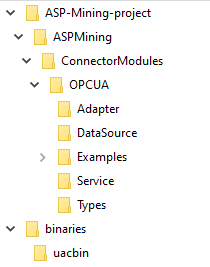 ASP-Mining-project
ASPMining
ConnectorModules
OPCUA
Adapter
DataSource
Examples
Service
Types
binaries
uacbin